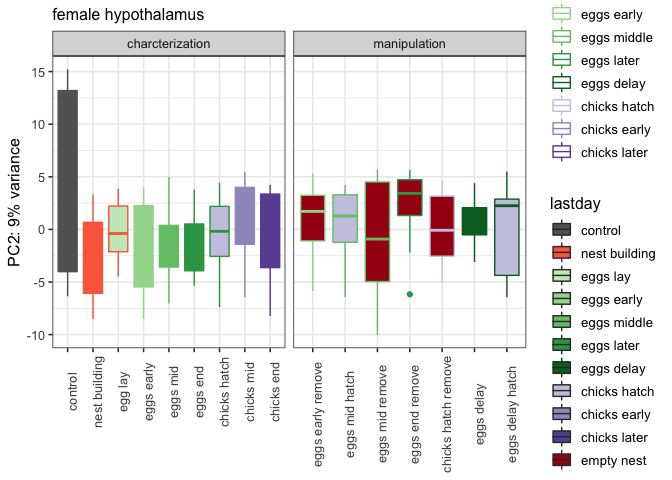 female hypothalamus
charcterization
manipulation
PC2: 9% variance
15
10
5
0
-5
-10
control
nest building
egg lay
eggs early
eggs mid
eggs end
chicks hatch
chicks mid
chicks end
eggs early remove
eggs mid hatch
eggs mid remove
eggs end remove
chicks hatch remove
eggs delay
eggs delay hatch
eggs early
eggs middle
eggs later
eggs delay
chicks hatch
chicks early
chicks later
lastday
control
nest building
eggs lay
eggs early
eggs middle
eggs later
eggs delay
chicks hatch
chicks early
chicks later
empty nest